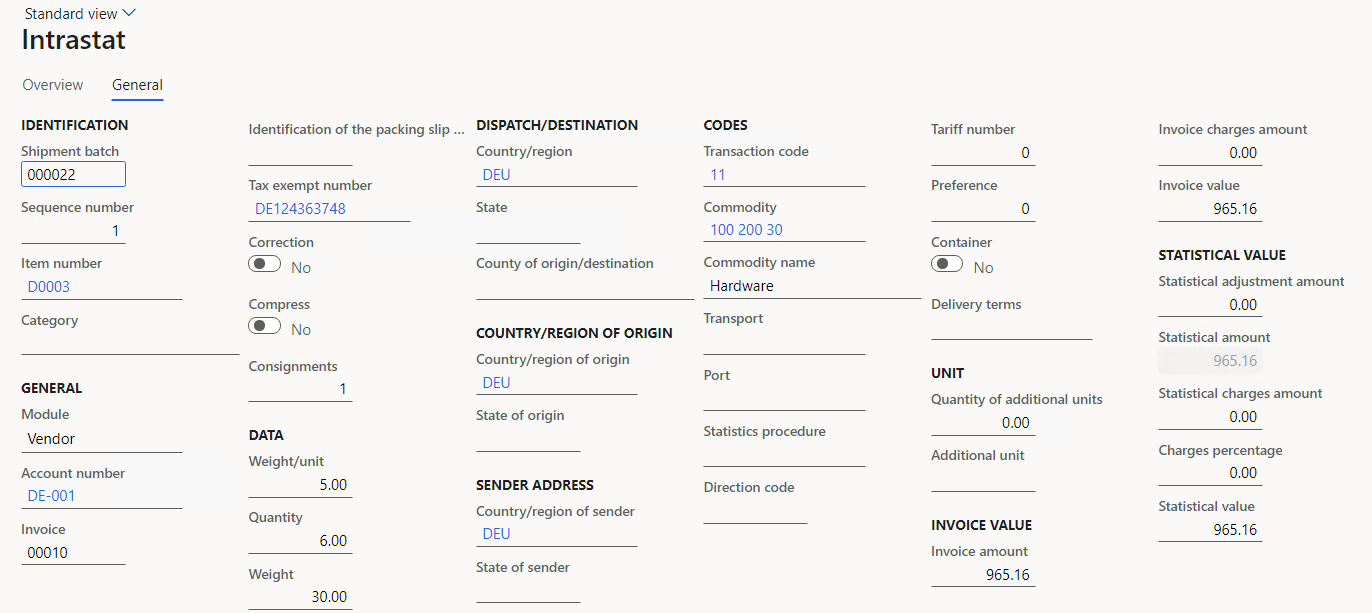 Standard view
Intrastat
Overview
General
IDENTIFICATION
Shipment batch
000022
Sequence number
1
Item number
D0003
Category
GENERAL
Module
Vendor
Account number
DE-001
Invoice
00010
Identification of the packing slip ...
Tax exempt number
DE124363748
Correction
No
Compress
No
Consignments
1
DATA
Weight/unit
5.00
Quantity
6.00
Weight
30.00
DISPATCH/DESTINATION
Country/region
DEU
State
County of origin/destination
COUNTRY/REGION OF ORIGIN
Country/region of origin
DEU
State of origin
SENDER ADDRESS
Country/region of sender
DEU
State of sender
CODES
Transaction code
11
Commodity
100 200 30
Commodity name
Hardware
Transport
Port
Statistics procedure
Direction code
Tariff number
0
Preference
0
Container
No
Delivery terms
UNIT
Quantity of additional units
0.00
Additional unit
INVOICE VALUE
Invoice amount
965.16
Invoice charges amount
0.00
Invoice value
965.16
STATISTICAL VALUE
Statistical adjustment amount
0.00
Statistical amount
965.16
Statistical charges amount
0.00
Charges percentage
0.00
Statistical value
965.16